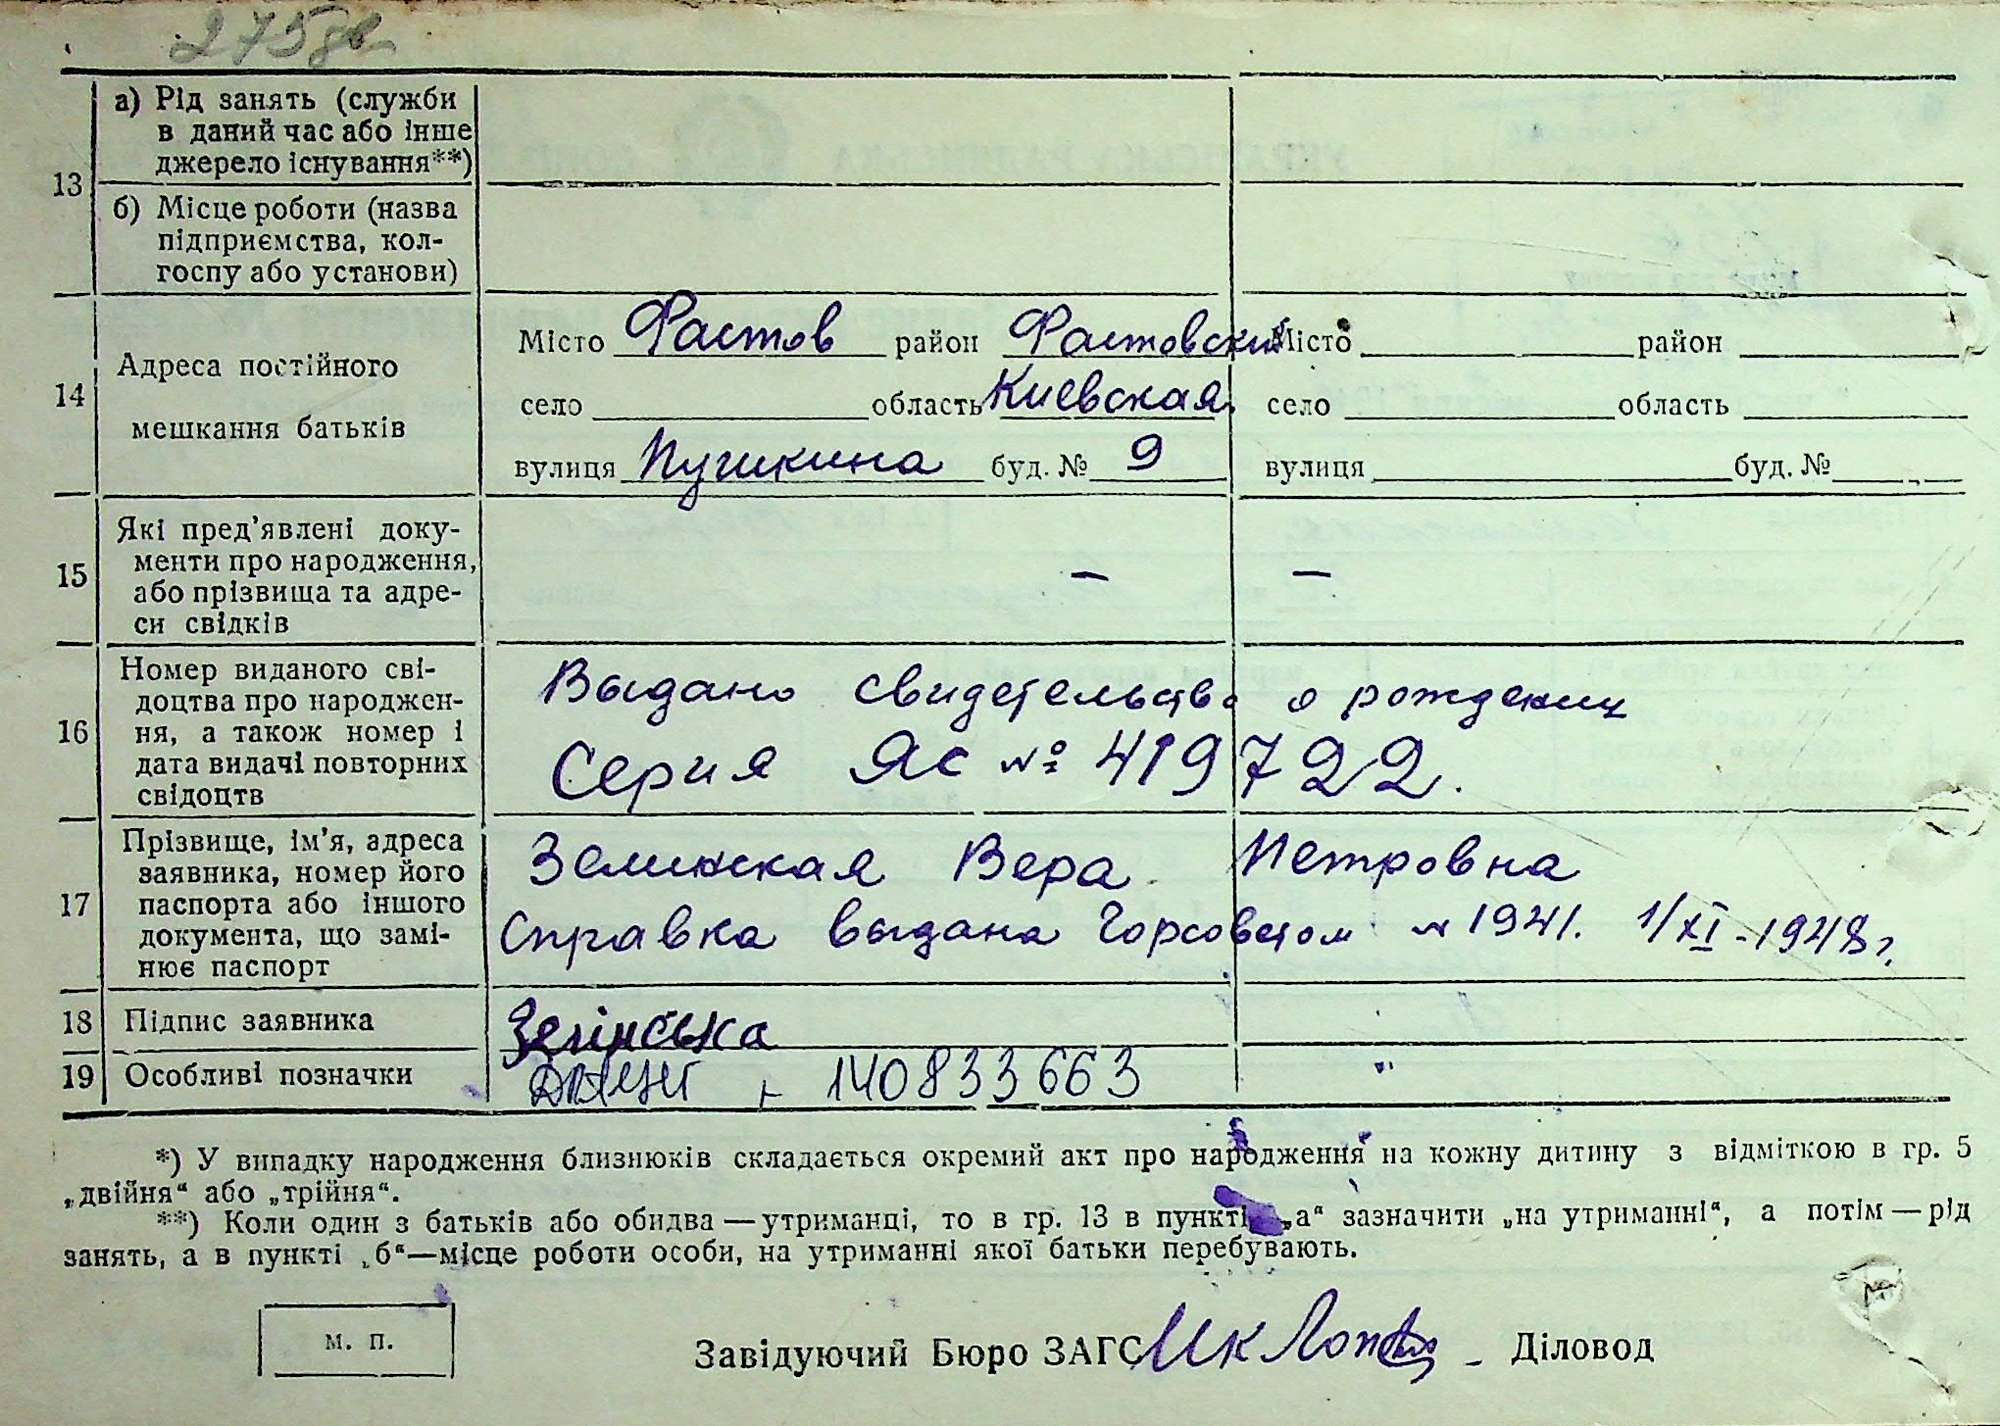 275
13
а) Рід занять (служби
в даний час або інше
джерело існування**)
б) Місце роботи (назва
підприємства, кол-
госпу або установи)
14
Адреса постійного
мешкання батьків
Місто Фастов район Фастовский
село область Киевская
вулиця Пушкина буд. № 9
Місто район
село область
вулиця буд. №
15
Які пред’явлені доку-
менти про народження,
або прізвища та адре-
си свідків
— —
16
Номер виданого сві-
доцтва про народжен-
ня, а також номер і
дата видачі повторних
свідоцтв
Выдано свидетельство о рождении
Серия Яс № 419722.
17
Прізвище, ім’я, адреса
заявника, номер його
паспорта або іншого
документа, що замі-
нює паспорт
Зелинская Вера Петровна
Справка выдана Горсоветом № 1941. 1/XI-1948 г.
18 Підпис заявника
Зелінська
19 Особливі позначки
140833663
*) У випадку народження близнюків складається окремий акт про народження на кожну дитину з відміткою в гр. 5
„двійня“ або „трійня“.
**) Коли один з батьків або обидва—утриманці, то в гр. 13 в пункті „а“ зазначити „на утриманні“, а потім—рід
занять, а в пункті „б“—місце роботи особи, на утриманні якої батьки перебувають.
м. п.
Завідуючий Бюро ЗАГС
Діловод